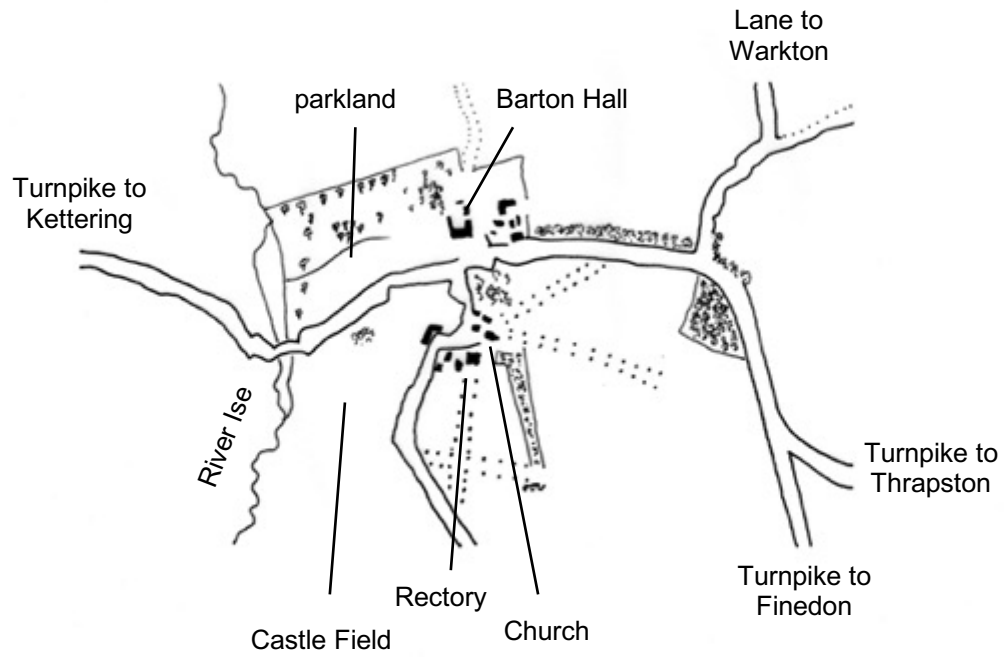 Lane to
Warkton
parkland
Barton Hall
Turnpike to
Kettering
River Ise
Turnpike to
Thrapston
Rectory
Turnpike to
Finedon
Castle Field
Church